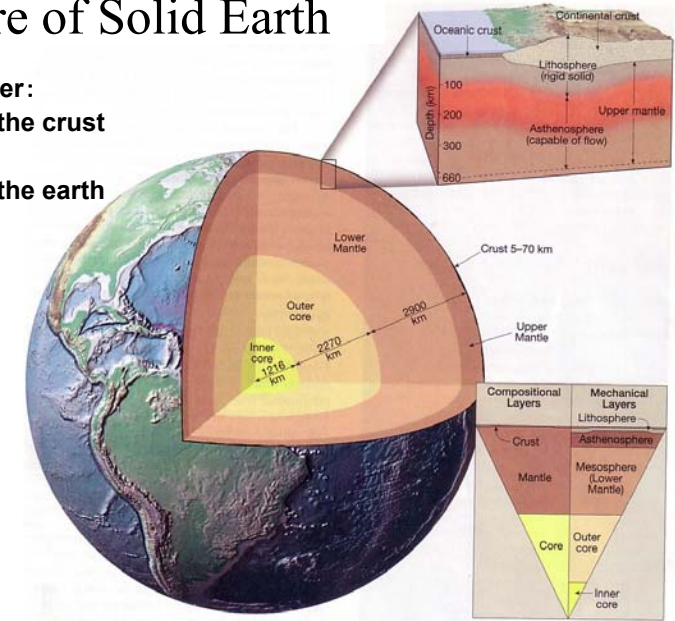 re of Solid Earth
er:
the crust
the earth
Oceanic crust
Continental crust
Lithosphere
(rigid solid)
Depth (km)
100
200
300
660
Upper mantle
Asthenosphere
(capable of flow)
Lower
Mantle
Crust 5–70 km
Outer
core
2900
km
2270
km
Inner
core
1216
km
Upper
Mantle
Compositional
Layers
Mechanical
Layers
Lithosphere
Crust
Asthenosphere
Mantle
Mesosphere
(Lower
Mantle)
Core
Outer
core
Inner
core